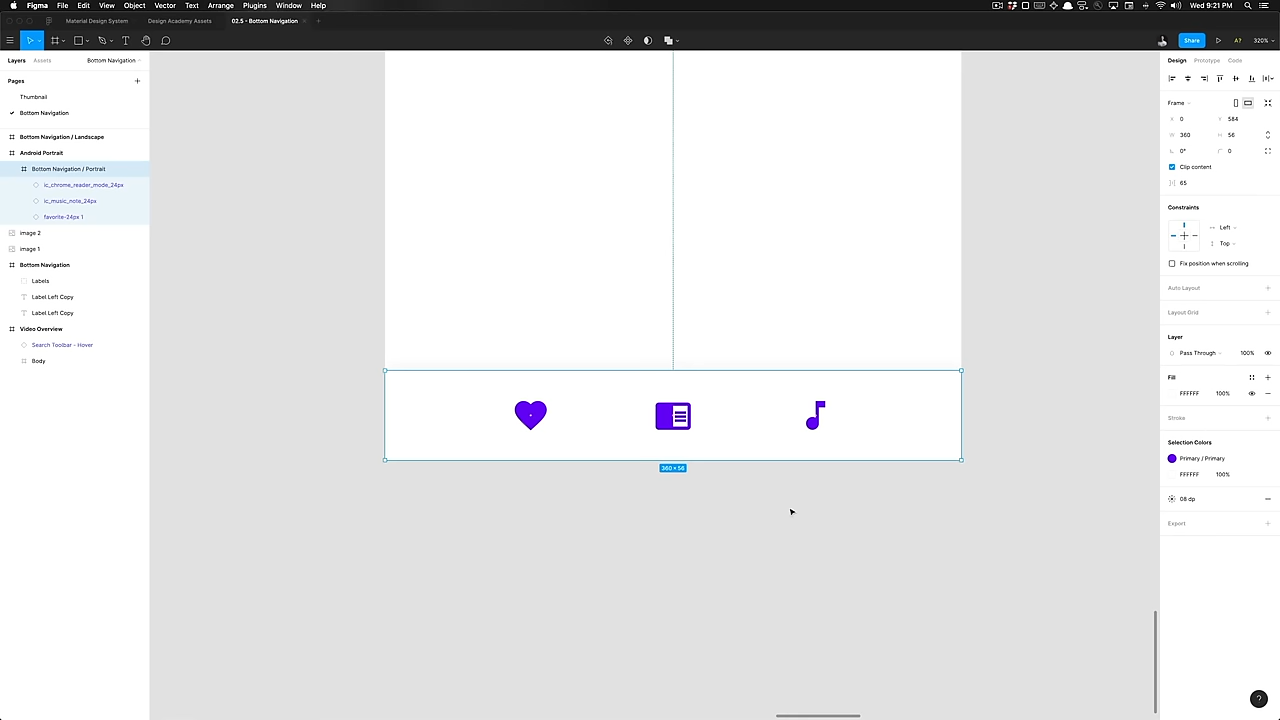 Figma File Edit View Object Vector Text Arrange Plugins Window Help Wed 9:21 PM
Material Design System Design Academy Assets 02.5 - Bottom Navigation
Share A? 320%
Layers Assets Bottom Navigation
Pages
Thumbnail
Bottom Navigation
Bottom Navigation / Landscape
Android Portrait
Bottom Navigation / Portrait
ic_chrome_reader_mode_24px
ic_music_note_24px
favorite-24px 1
image 2
image 1
Bottom Navigation
Labels
Label Left Copy
Label Left Copy
Video Overview
Search Toolbar - Hover
Body
360 × 56
Design Prototype Code
Frame
X 0 Y 584
W 360 H 56
0° 0
Clip content
65
Constraints
Left
Top
Fix position when scrolling
Auto Layout
Layout Grid
Layer
Pass Through 100%
Fill
FFFFFF 100%
Stroke
Selection Colors
Primary / Primary
FFFFFF 100%
08 dp
Export
?